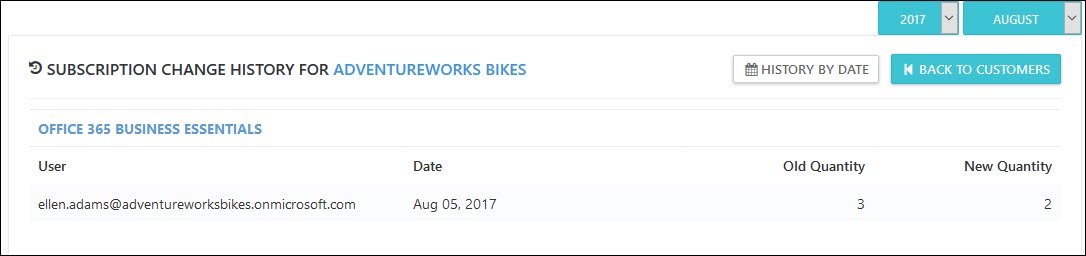 2017 AUGUST
SUBSCRIPTION CHANGE HISTORY FOR ADVENTUREWORKS BIKES HISTORY BY DATE BACK TO CUSTOMERS
OFFICE 365 BUSINESS ESSENTIALS
User Date Old Quantity New Quantity
ellen.adams@adventureworksbikes.onmicrosoft.com Aug 05, 2017 3 2